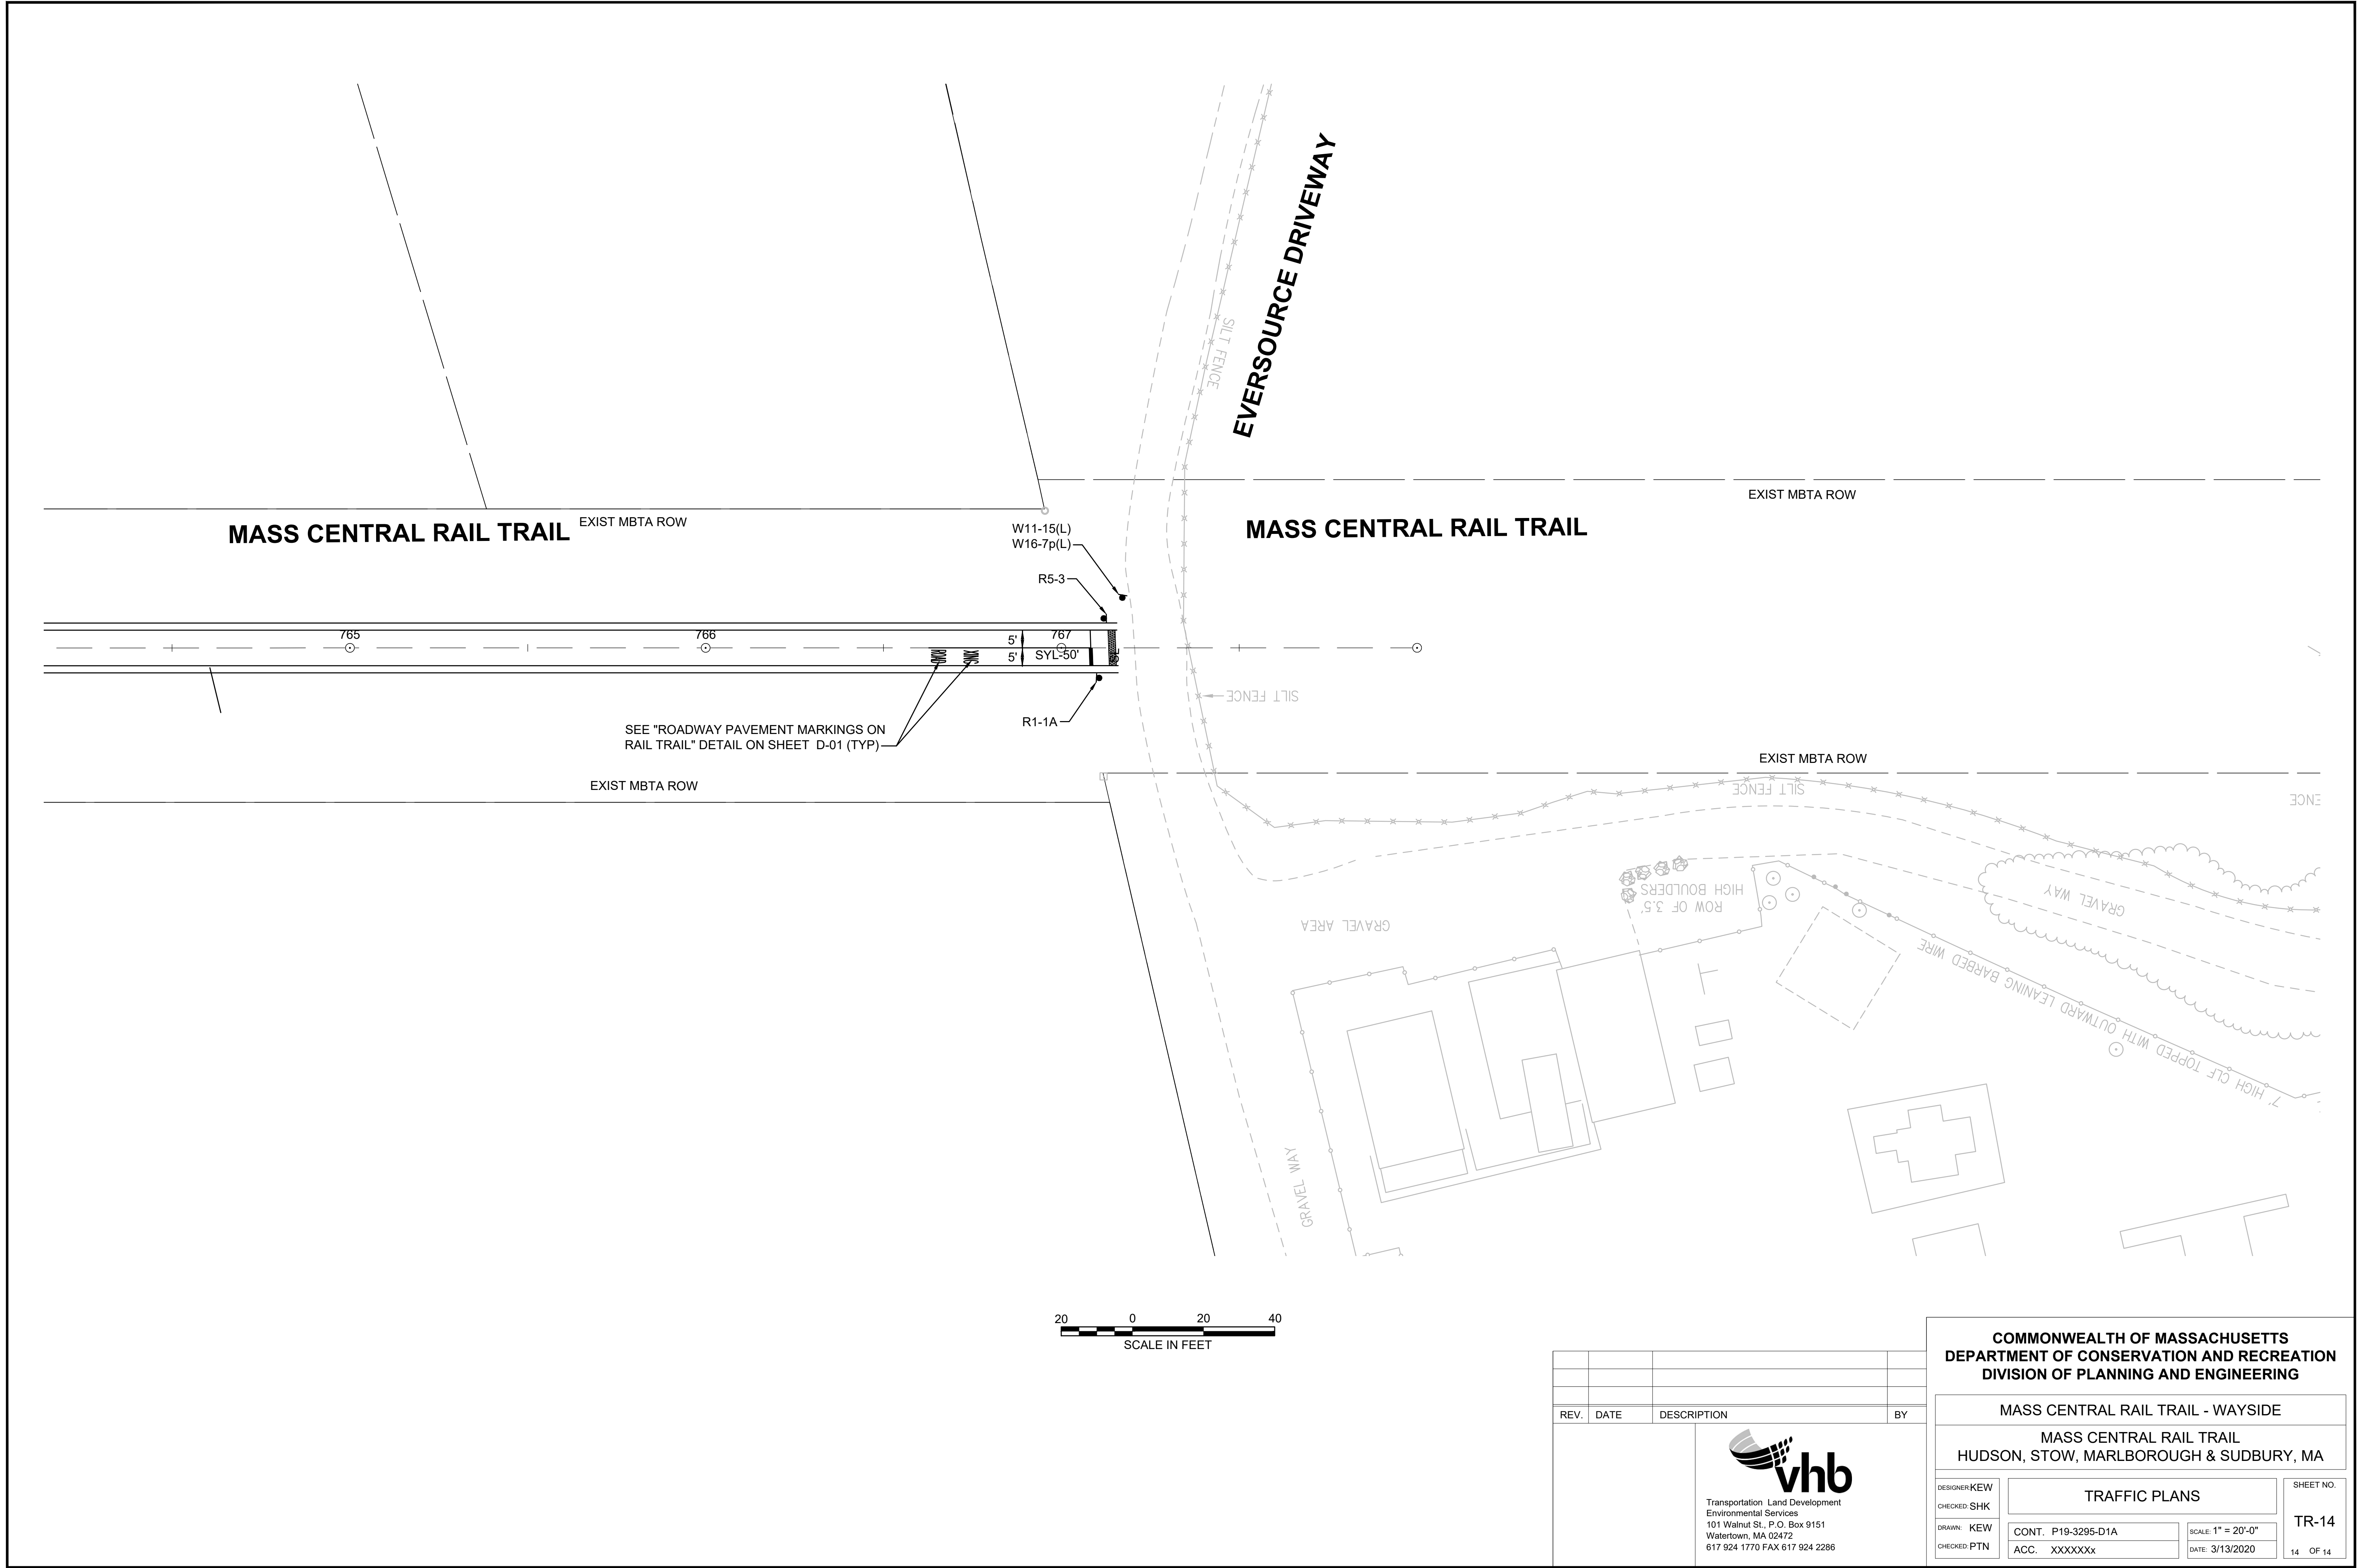 EVERSOURCE DRIVEWAY
SILT FENCE
EXIST MBTA ROW
MASS CENTRAL RAIL TRAIL
EXIST MBTA ROW
MASS CENTRAL RAIL TRAIL
W11-15(L)
W16-7p(L)
R5-3
765
766
767
5'
5'
SYL-50'
SL
ROAD
XING
R1-1A
SILT FENCE
SEE "ROADWAY PAVEMENT MARKINGS ON
RAIL TRAIL" DETAIL ON SHEET D-01 (TYP)
EXIST MBTA ROW
EXIST MBTA ROW
SILT FENCE
ENCE
ROW OF 3.5'
HIGH BOULDERS
GRAVEL WAY
GRAVEL AREA
7' HIGH CLF TOPPED WITH OUTWARD LEANING BARBED WIRE
GRAVEL WAY
20 0 20 40
SCALE IN FEET
REV. DATE DESCRIPTION BY
vhb
Transportation Land Development
Environmental Services
101 Walnut St., P.O. Box 9151
Watertown, MA 02472
617 924 1770 FAX 617 924 2286
COMMONWEALTH OF MASSACHUSETTS
DEPARTMENT OF CONSERVATION AND RECREATION
DIVISION OF PLANNING AND ENGINEERING
MASS CENTRAL RAIL TRAIL - WAYSIDE
MASS CENTRAL RAIL TRAIL
HUDSON, STOW, MARLBOROUGH & SUDBURY, MA
DESIGNER: KEW
CHECKED: SHK
DRAWN: KEW
CHECKED: PTN
TRAFFIC PLANS
CONT. P19-3295-D1A
ACC. XXXXXXx
SCALE: 1" = 20'-0"
DATE: 3/13/2020
SHEET NO.
TR-14
14 OF 14